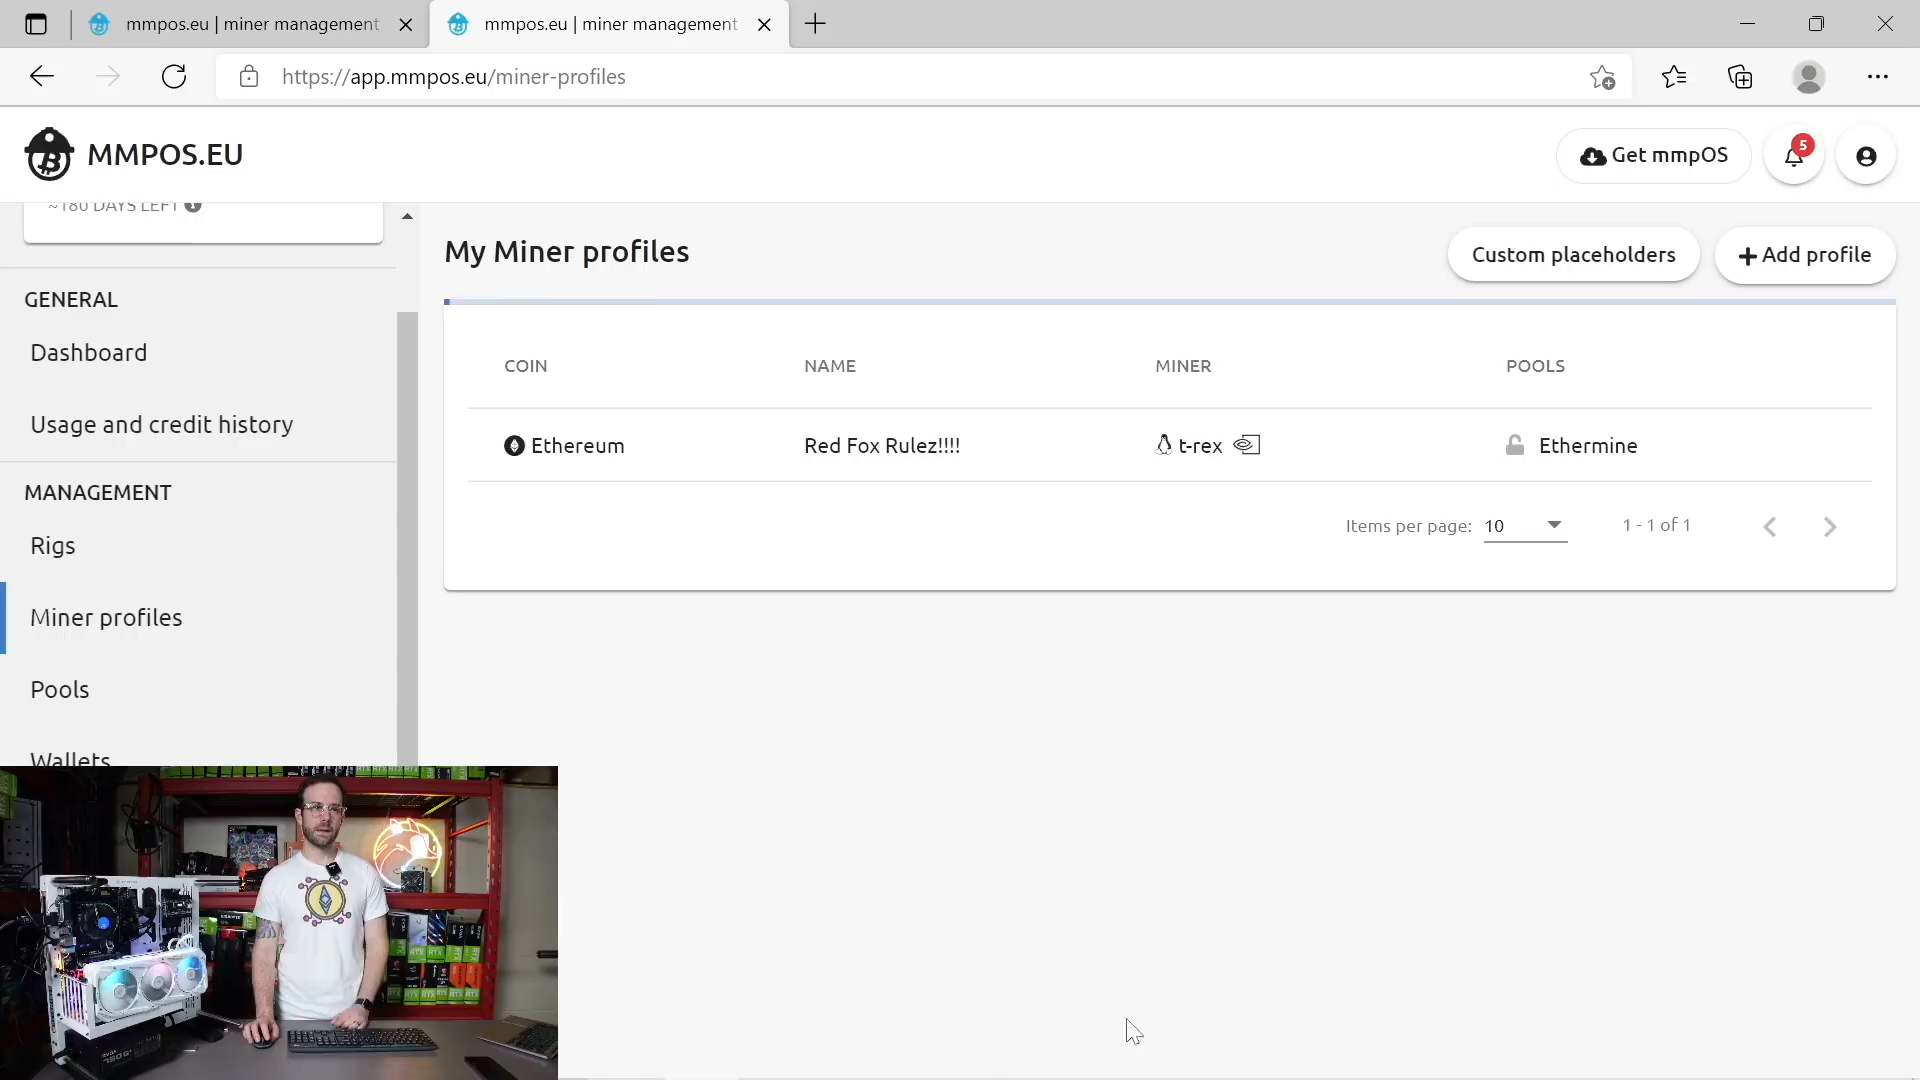 mmpos.eu | miner management
mmpos.eu | miner management
https://app.mmpos.eu/miner-profiles
MMPOS.EU
Get mmpOS
5
~180 DAYS LEFT
My Miner profiles
Custom placeholders
Add profile
GENERAL
Dashboard
Usage and credit history
MANAGEMENT
Rigs
Miner profiles
Pools
Wallets
COIN NAME MINER POOLS
Ethereum Red Fox Rulez!!!! t-rex Ethermine
Items per page: 10 1 - 1 of 1